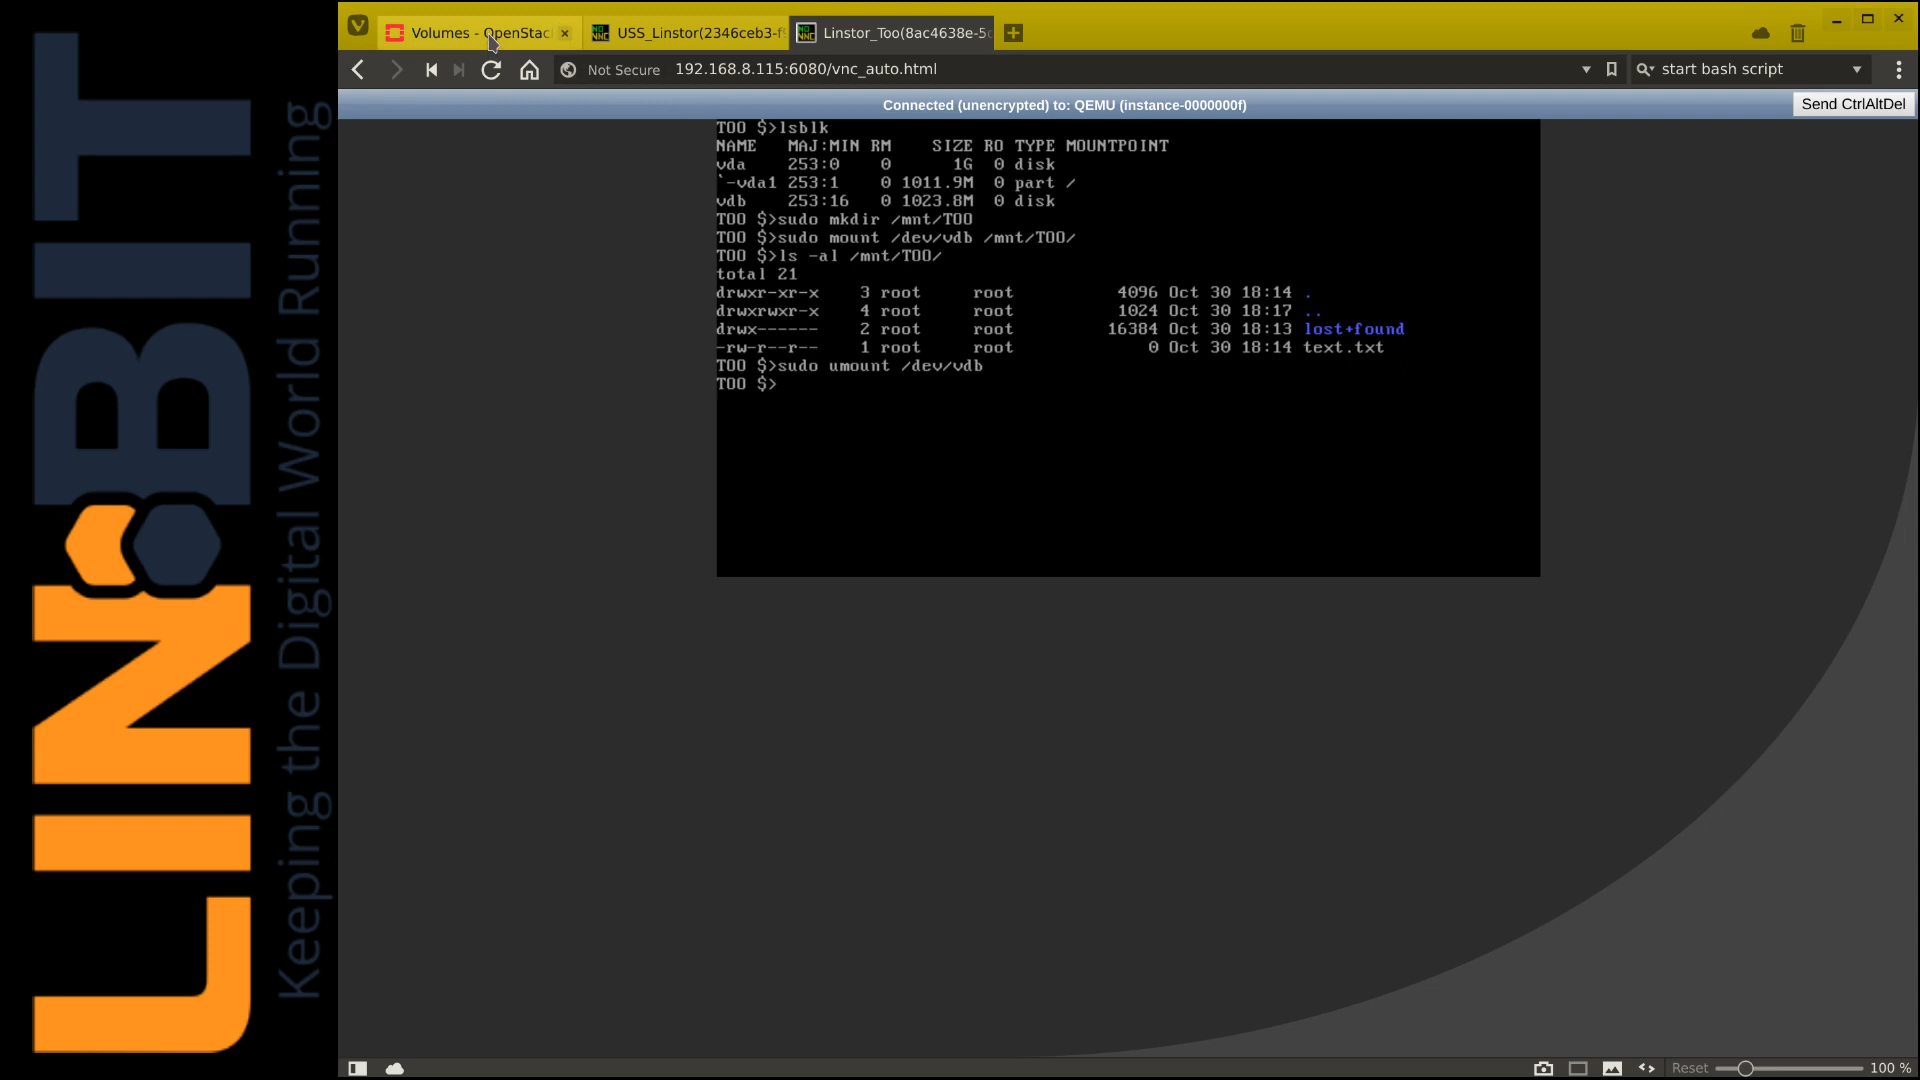 LINBIT
Keeping the Digital World Running
Volumes - OpenStac
USS_Linstor(2346ceb3-f
Linstor_Too(8ac4638e-5
Not Secure
192.168.8.115:6080/vnc_auto.html
start bash script
Connected (unencrypted) to: QEMU (instance-0000000f)
Send CtrlAltDel
TOO $>lsblk
NAME   MAJ:MIN RM    SIZE RO TYPE MOUNTPOINT
vda    253:0    0      1G  0 disk
`-vda1 253:1    0 1011.9M  0 part /
vdb    253:16   0 1023.8M  0 disk
TOO $>sudo mkdir /mnt/TOO
TOO $>sudo mount /dev/vdb /mnt/TOO/
TOO $>ls -al /mnt/TOO/
total 21
drwxr-xr-x    3 root     root          4096 Oct 30 18:14 .
drwxrwxr-x    4 root     root          1024 Oct 30 18:17 ..
drwx------    2 root     root         16384 Oct 30 18:13 lost+found
-rw-r--r--    1 root     root             0 Oct 30 18:14 text.txt
TOO $>sudo umount /dev/vdb
TOO $>
Reset
100 %